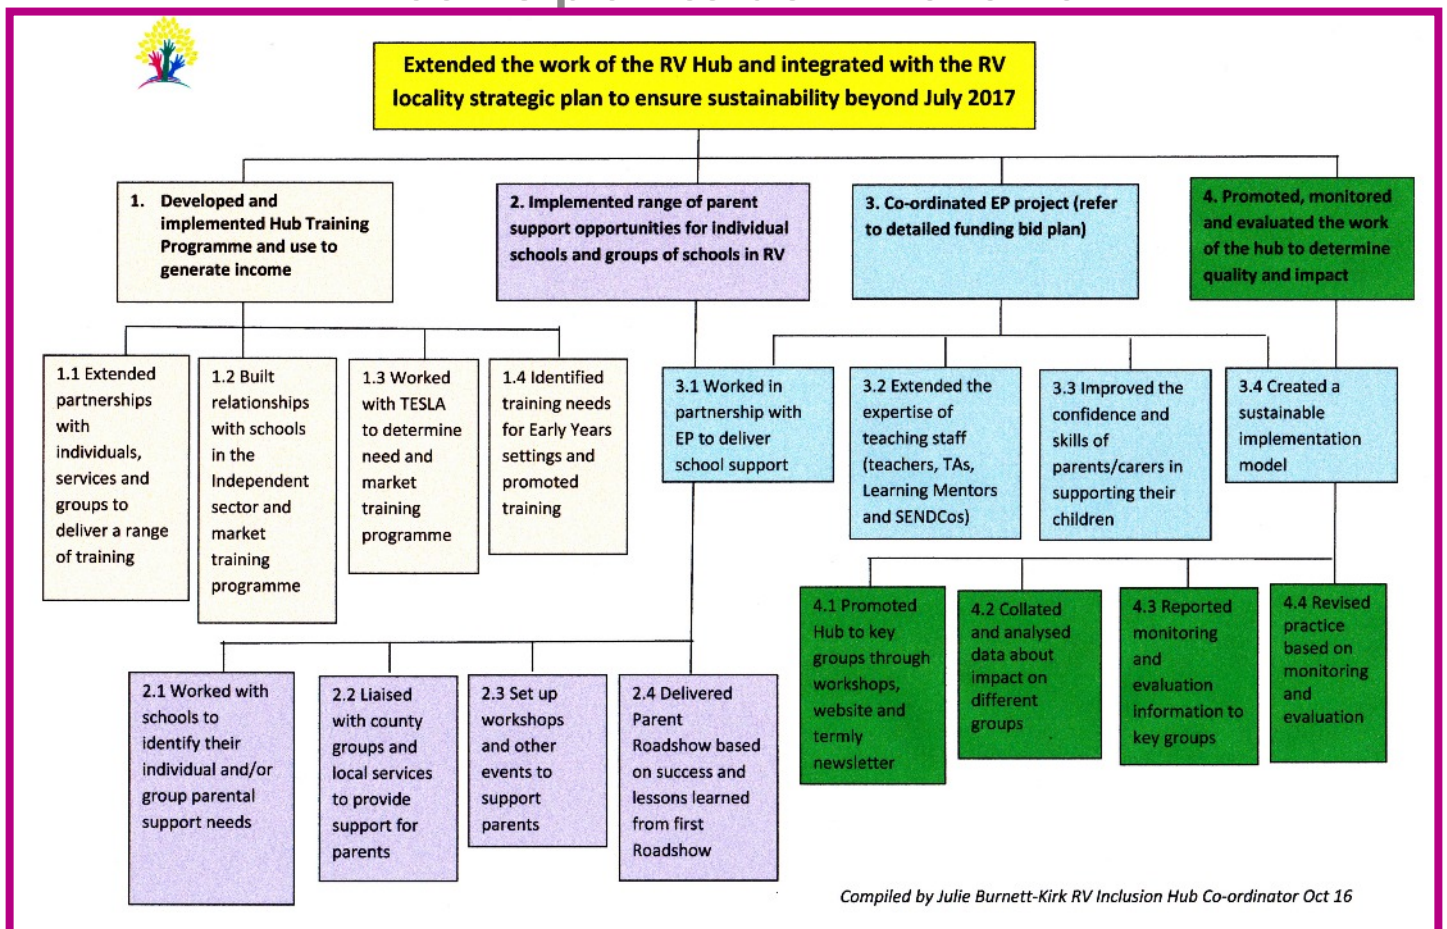 Extended the work of the RV Hub and integrated with the RV
locality strategic plan to ensure sustainability beyond July 2017
1. Developed and
implemented Hub Training
Programme and use to
generate income
2. Implemented range of parent
support opportunities for individual
schools and groups of schools in RV
3. Co-ordinated EP project (refer
to detailed funding bid plan)
4. Promoted, monitored
and evaluated the work
of the hub to determine
quality and impact
1.1 Extended
partnerships
with
individuals,
services and
groups to
deliver a range
of training
1.2 Built
relationships
with schools
in the
Independent
sector and
market
training
programme
1.3 Worked
with TESLA
to determine
need and
market
training
programme
1.4 Identified
training needs
for Early Years
settings and
promoted
training
3.1 Worked in
partnership with
EP to deliver
school support
3.2 Extended the
expertise of
teaching staff
(teachers, TAs,
Learning Mentors
and SENDCos)
3.3 Improved the
confidence and
skills of
parents/carers in
supporting their
children
3.4 Created a
sustainable
implementation
model
2.1 Worked with
schools to
identify their
individual and/or
group parental
support needs
2.2 Liaised
with county
groups and
local services
to provide
support for
parents
2.3 Set up
workshops
and other
events to
support
parents
2.4 Delivered
Parent
Roadshow based
on success and
lessons learned
from first
Roadshow
4.1 Promoted
Hub to key
groups through
workshops,
website and
termly
newsletter
4.2 Collated
and analysed
data about
impact on
different
groups
4.3 Reported
monitoring
and
evaluation
information to
key groups
4.4 Revised
practice
based on
monitoring
and
evaluation
Compiled by Julie Burnett-Kirk RV Inclusion Hub Co-ordinator Oct 16